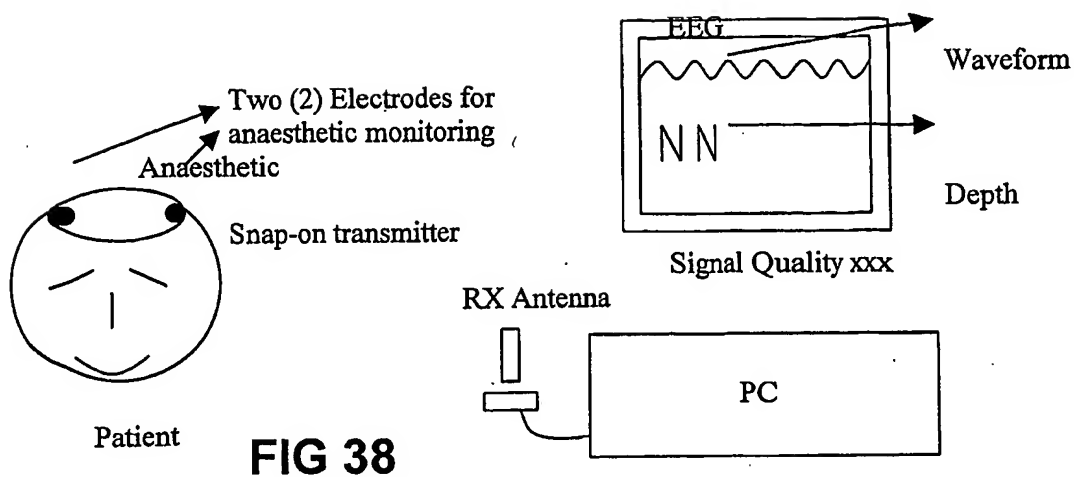 EEG
Waveform
Two (2) Electrodes for
anaesthetic monitoring
Anaesthetic
NN
Depth
Snap-on transmitter
Signal Quality xxx
RX Antenna
PC
Patient
FIG 38